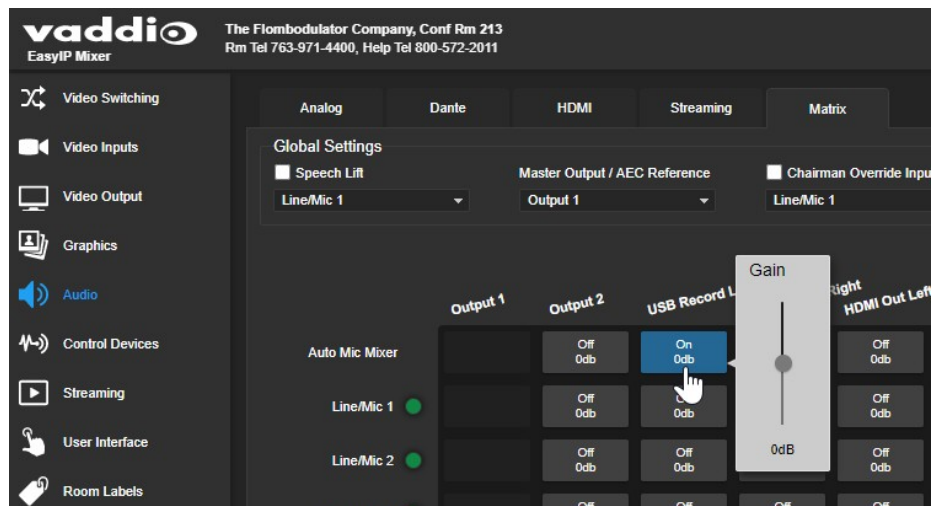 vaddio
EasyIP Mixer
The Flombodulator Company, Conf Rm 213
Rm Tel 763-971-4400, Help Tel 800-572-2011
Video Switching
Video Inputs
Video Output
Graphics
Audio
Control Devices
Streaming
User Interface
Room Labels
Analog Dante HDMI Streaming Matrix
Global Settings
Speech Lift Master Output / AEC Reference Chairman Override Inpu
Line/Mic 1 Output 1 Line/Mic 1
Gain
Output 1 Output 2 USB Record L Right HDMI Out Left
Auto Mic Mixer Off On Off
0db 0db 0db
Line/Mic 1 Off Off
0db 0db 0db
Line/Mic 2 Off Off Off
0db 0db 0db
0dB
Off Off Off Off